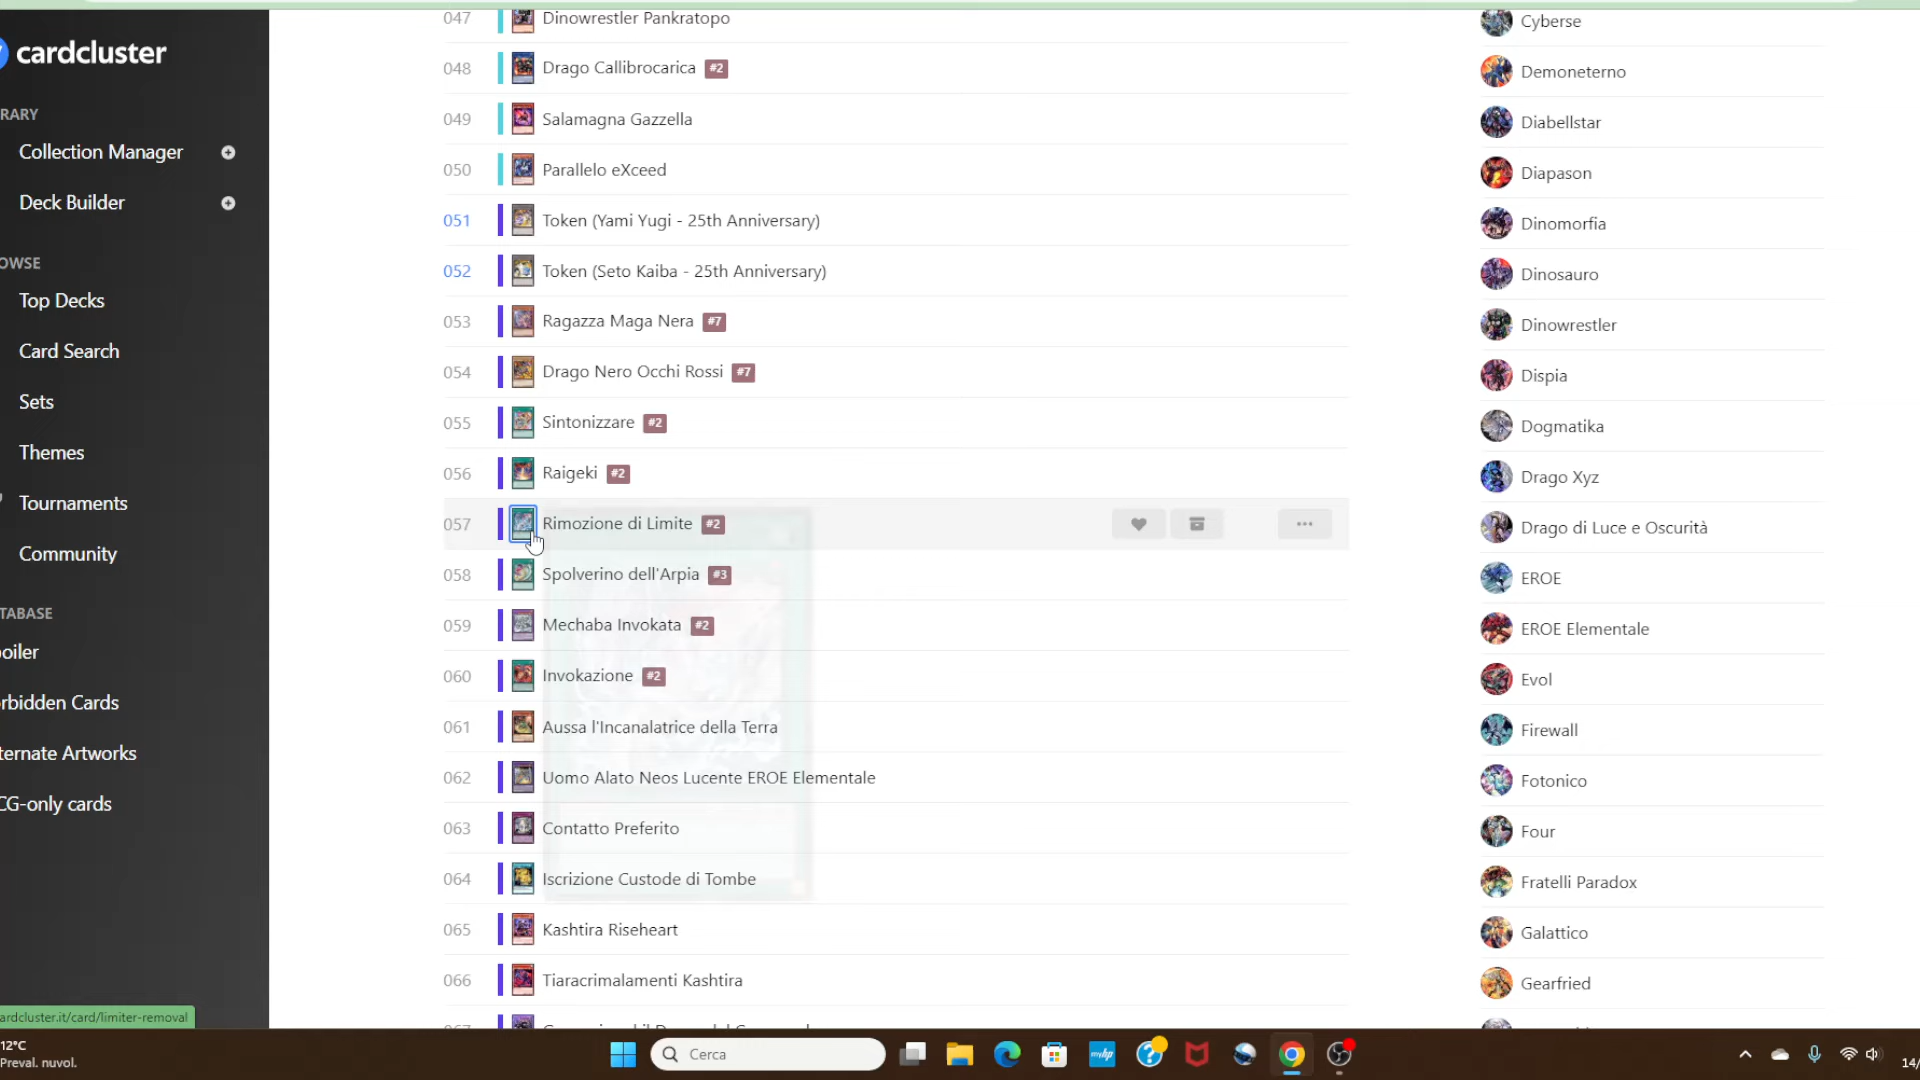 cardcluster
RARY
Collection Manager
Deck Builder
OWSE
Top Decks
Card Search
Sets
Themes
Tournaments
Community
TABASE
oiler
rbidden Cards
ternate Artworks
CG-only cards
ardcluster.it/card/limiter-removal
047 Dinowrestler Pankratopo
048 Drago Callibrocarica #2
049 Salamagna Gazzella
050 Parallelo eXceed
051 Token (Yami Yugi - 25th Anniversary)
052 Token (Seto Kaiba - 25th Anniversary)
053 Ragazza Maga Nera #7
054 Drago Nero Occhi Rossi #7
055 Sintonizzare #2
056 Raigeki #2
057 Rimozione di Limite #2
058 Spolverino dell'Arpia #3
059 Mechaba Invokata #2
060 Invokazione #2
061 Aussa l'Incanalatrice della Terra
062 Uomo Alato Neos Lucente EROE Elementale
063 Contatto Preferito
064 Iscrizione Custode di Tombe
065 Kashtira Riseheart
066 Tiaracrimalamenti Kashtira
Cyberse
Demoneterno
Diabellstar
Diapason
Dinomorfia
Dinosauro
Dinowrestler
Dispia
Dogmatika
Drago Xyz
Drago di Luce e Oscurità
EROE
EROE Elementale
Evol
Firewall
Fotonico
Four
Fratelli Paradox
Galattico
Gearfried
12°C
Preval. nuvol.
Cerca
myhp
14/